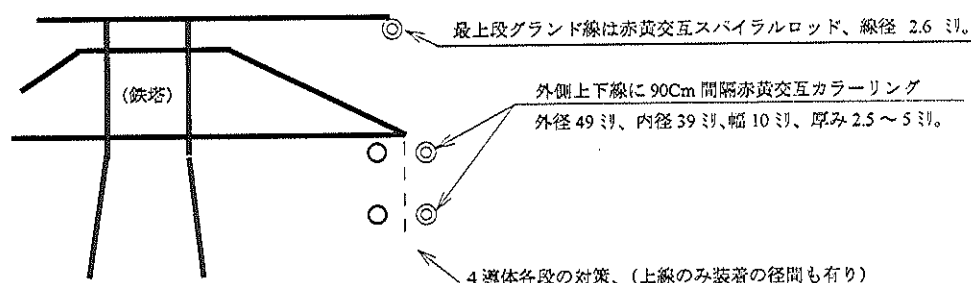 最上段グランド線は赤黄交互スパイラルロッド、線径 2.6 ㍉。
(鉄塔)
外側上下線に 90Cm 間隔赤黄交互カラーリング
外径 49 ㍉、内径 39 ㍉、幅 10 ㍉、厚み 2.5 ～ 5 ㍉。
4 導体各段の対策、(上線のみ装着の径間も有り)